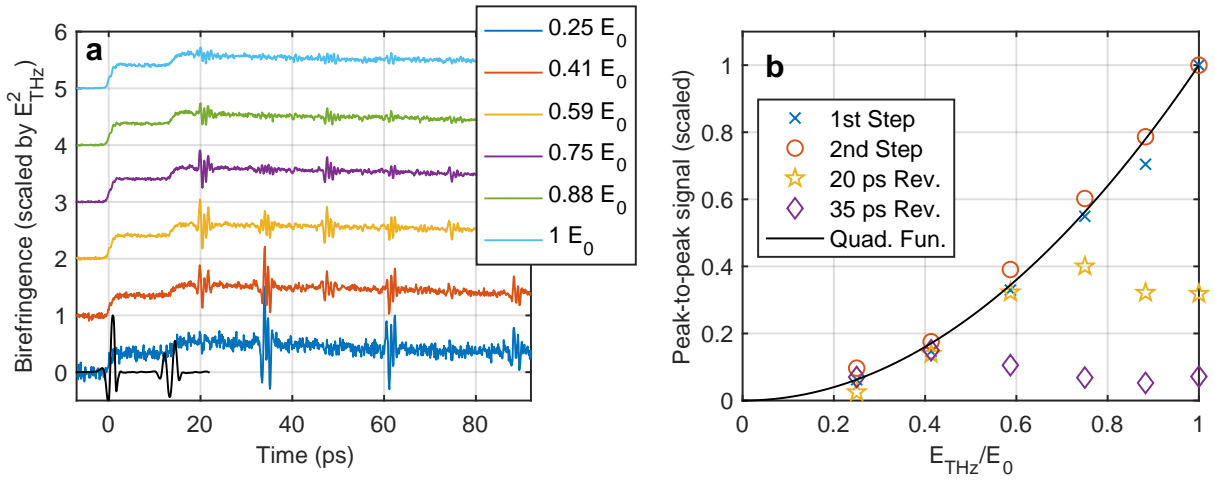 a
Birefringence (scaled by E²_THz)
6
5
4
3
2
1
0
0
20
40
60
80
Time (ps)
0.25 E₀
0.41 E₀
0.59 E₀
0.75 E₀
0.88 E₀
1 E₀
b
Peak-to-peak signal (scaled)
1
0.8
0.6
0.4
0.2
0
0
0.2
0.4
0.6
0.8
1
E_THz/E₀
1st Step
2nd Step
20 ps Rev.
35 ps Rev.
Quad. Fun.